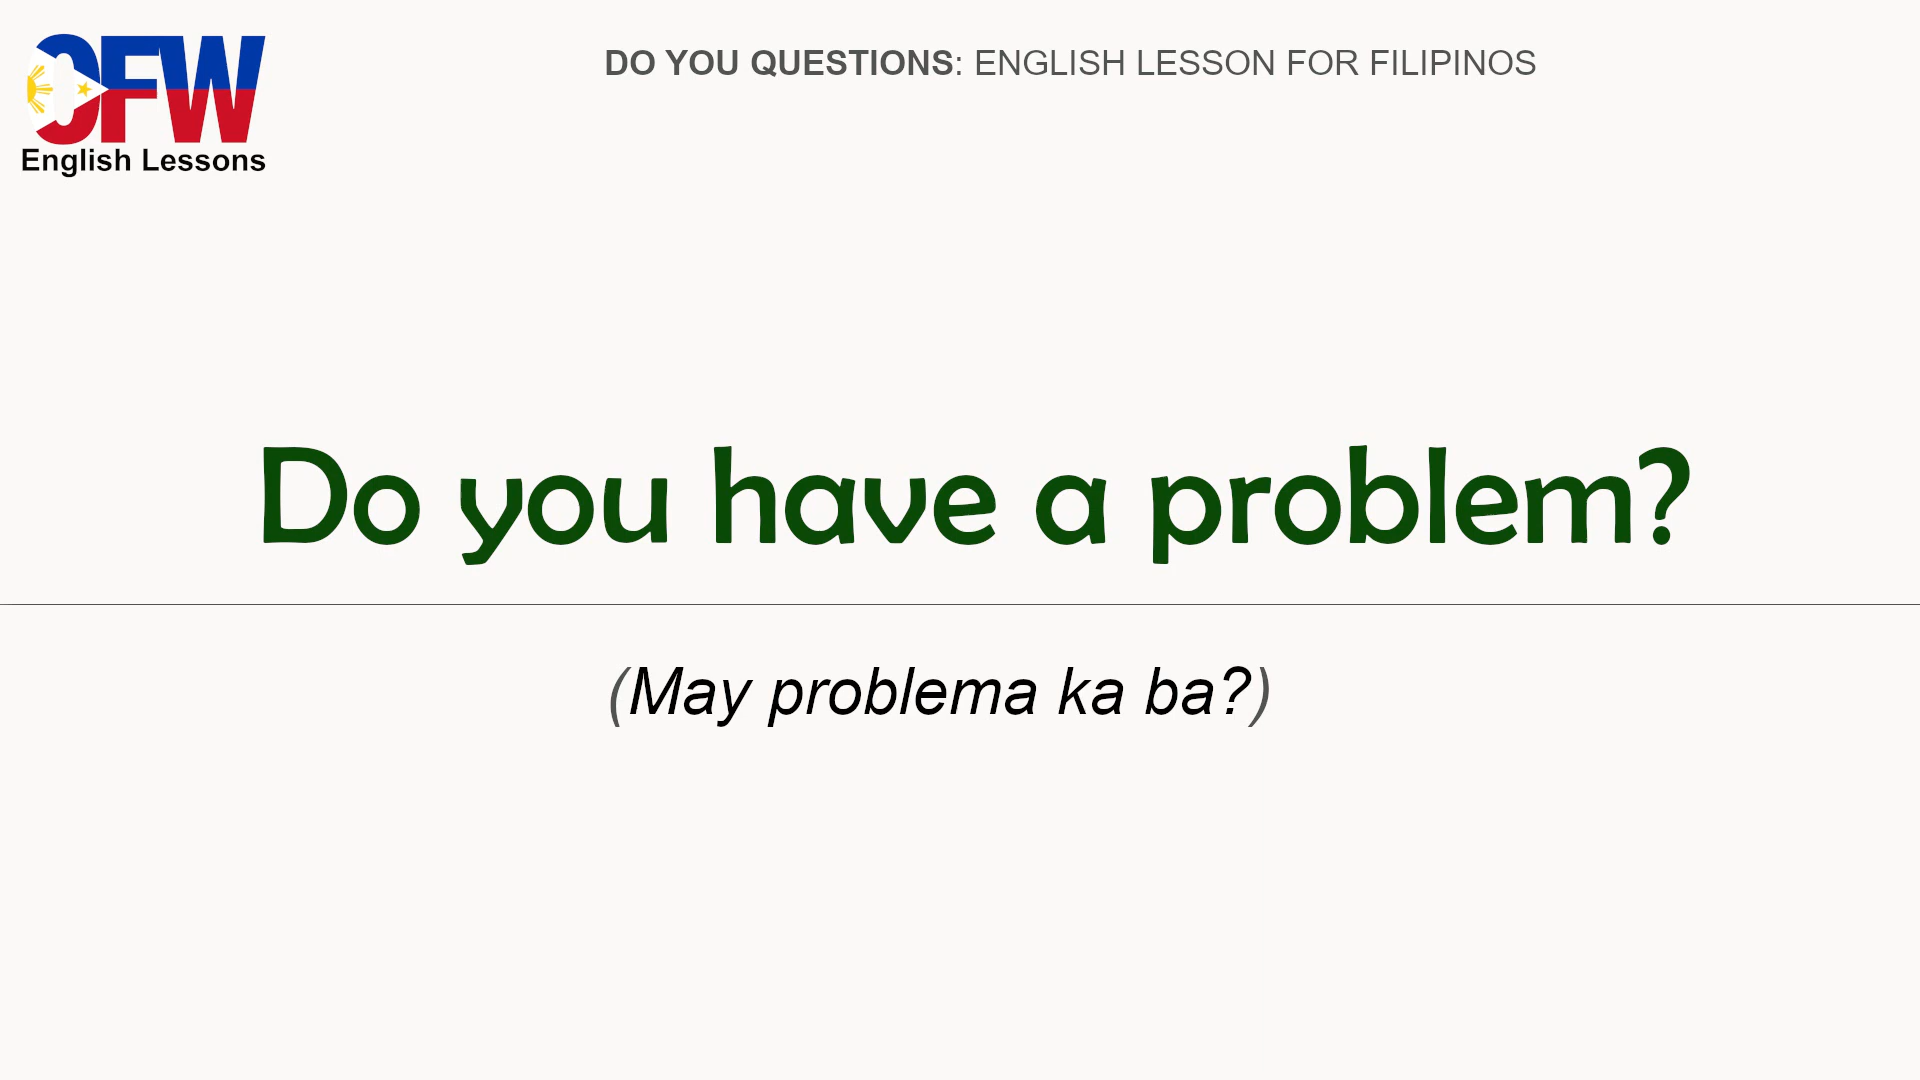 OFW
English Lessons
DO YOU QUESTIONS: ENGLISH LESSON FOR FILIPINOS
Do you have a problem?
(May problema ka ba?)